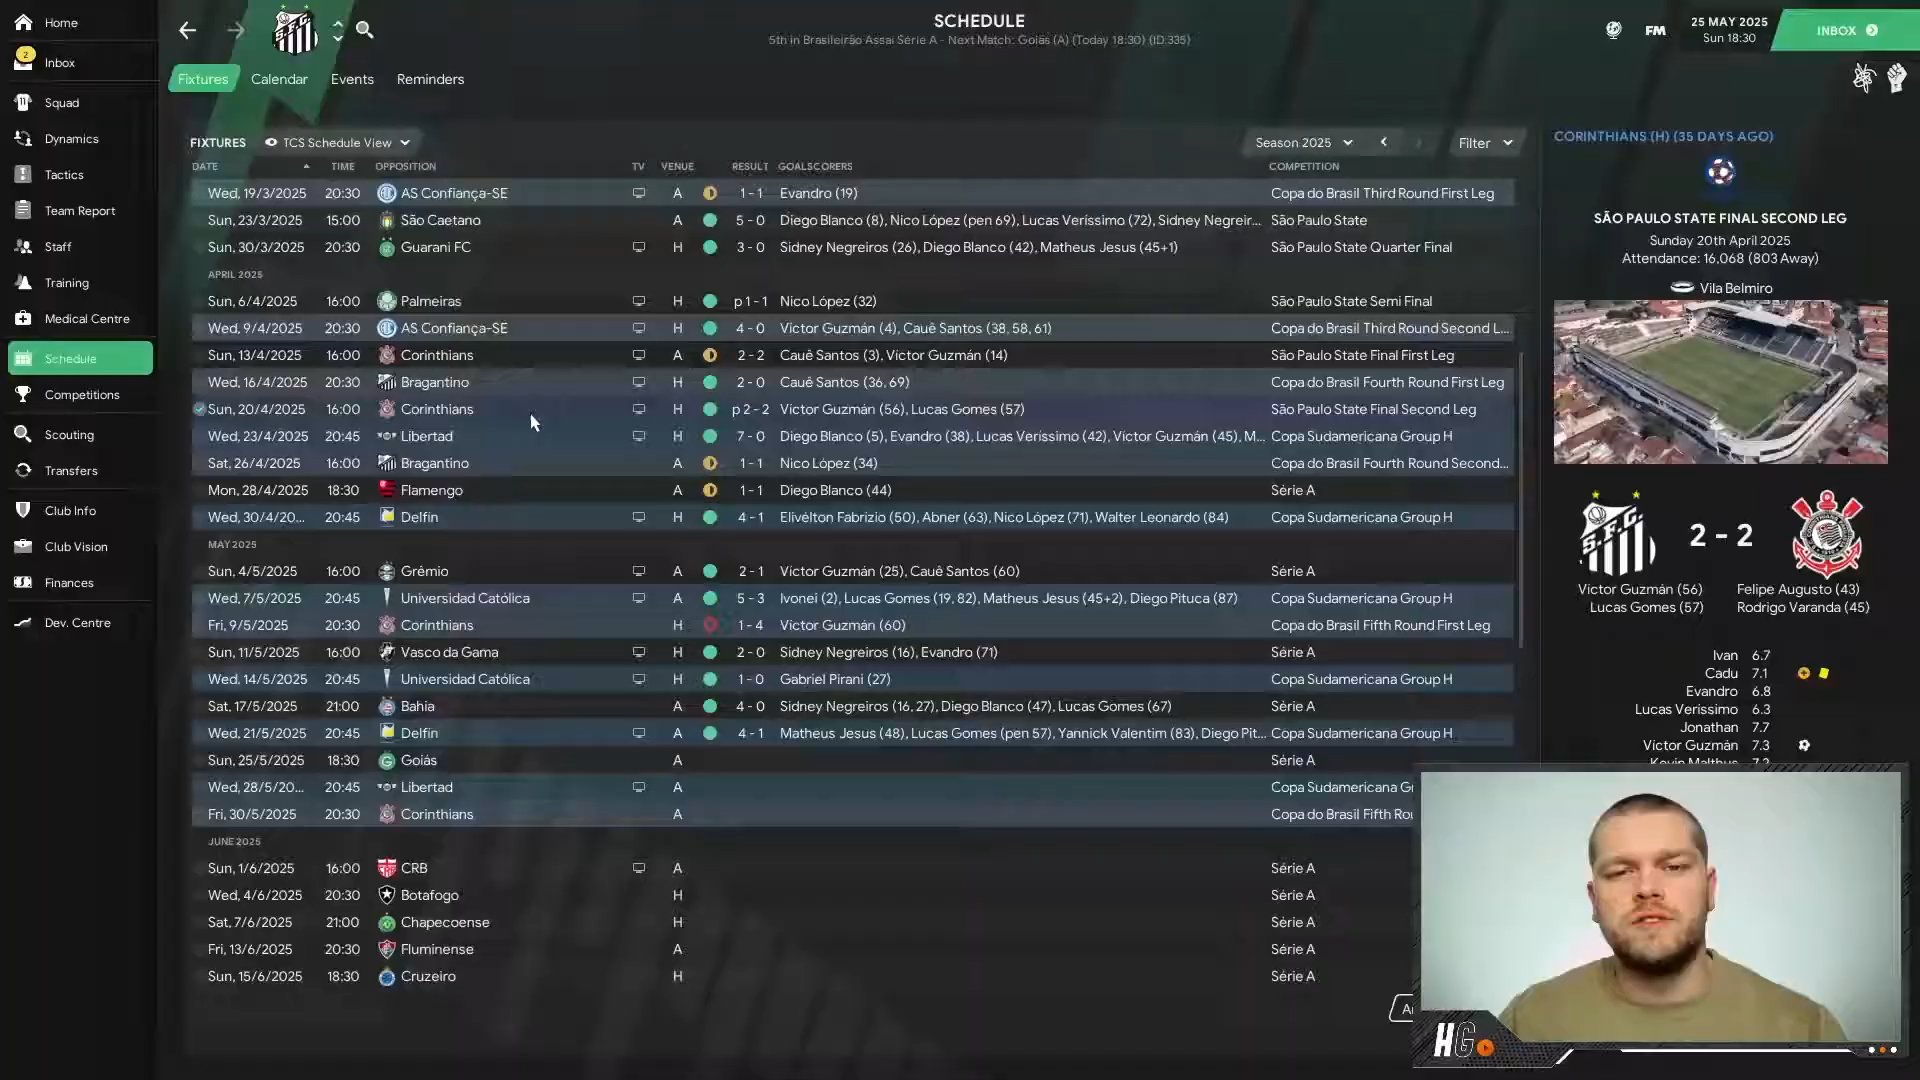 Home
2
Inbox
Squad
Dynamics
Tactics
Team Report
Staff
Training
Medical Centre
Schedule
Competitions
Scouting
Transfers
Club Info
Club Vision
Finances
Dev. Centre
SCHEDULE
5th in Brasileirão Assaí Série A - Next Match: Goiás (A) (Today 18:30) (ID:335)
FM
25 MAY 2025
Sun 18:30
INBOX
Fixtures Calendar Events Reminders
FIXTURES TCS Schedule View Season 2025 Filter
DATE TIME OPPOSITION TV VENUE RESULT GOALSCORERS COMPETITION
Wed, 19/3/2025 20:30 AS Confiança-SE A 1 - 1 Evandro (19) Copa do Brasil Third Round First Leg
Sun, 23/3/2025 15:00 São Caetano A 5 - 0 Diego Blanco (8), Nico López (pen 69), Lucas Veríssimo (72), Sidney Negreir... São Paulo State
Sun, 30/3/2025 20:30 Guarani FC H 3 - 0 Sidney Negreiros (26), Diego Blanco (42), Matheus Jesus (45+1) São Paulo State Quarter Final
APRIL 2025
Sun, 6/4/2025 16:00 Palmeiras H p 1 - 1 Nico López (32) São Paulo State Semi Final
Wed, 9/4/2025 20:30 AS Confiança-SE H 4 - 0 Víctor Guzmán (4), Cauê Santos (38, 58, 61) Copa do Brasil Third Round Second L...
Sun, 13/4/2025 16:00 Corinthians A 2 - 2 Cauê Santos (3), Víctor Guzmán (14) São Paulo State Final First Leg
Wed, 16/4/2025 20:30 Bragantino H 2 - 0 Cauê Santos (36, 69) Copa do Brasil Fourth Round First Leg
Sun, 20/4/2025 16:00 Corinthians H p 2 - 2 Víctor Guzmán (56), Lucas Gomes (57) São Paulo State Final Second Leg
Wed, 23/4/2025 20:45 Libertad H 7 - 0 Diego Blanco (5), Evandro (38), Lucas Veríssimo (42), Víctor Guzmán (45), M... Copa Sudamericana Group H
Sat, 26/4/2025 16:00 Bragantino A 1 - 1 Nico López (34) Copa do Brasil Fourth Round Second...
Mon, 28/4/2025 18:30 Flamengo A 1 - 1 Diego Blanco (44) Série A
Wed, 30/4/20... 20:45 Delfín H 4 - 1 Elivélton Fabrizio (50), Abner (63), Nico López (71), Walter Leonardo (84) Copa Sudamericana Group H
MAY 2025
Sun, 4/5/2025 16:00 Grêmio A 2 - 1 Víctor Guzmán (25), Cauê Santos (60) Série A
Wed, 7/5/2025 20:45 Universidad Católica A 5 - 3 Ivonei (2), Lucas Gomes (19, 82), Matheus Jesus (45+2), Diego Pituca (87) Copa Sudamericana Group H
Fri, 9/5/2025 20:30 Corinthians H 1 - 4 Víctor Guzmán (60) Copa do Brasil Fifth Round First Leg
Sun, 11/5/2025 16:00 Vasco da Gama H 2 - 0 Sidney Negreiros (16), Evandro (71) Série A
Wed, 14/5/2025 20:45 Universidad Católica H 1 - 0 Gabriel Pirani (27) Copa Sudamericana Group H
Sat, 17/5/2025 21:00 Bahia A 4 - 0 Sidney Negreiros (16, 27), Diego Blanco (47), Lucas Gomes (67) Série A
Wed, 21/5/2025 20:45 Delfín A 4 - 1 Matheus Jesus (48), Lucas Gomes (pen 57), Yannick Valentim (83), Diego Pit... Copa Sudamericana Group H
Sun, 25/5/2025 18:30 Goiás A Série A
Wed, 28/5/20... 20:45 Libertad A Copa Sudamericana Gr
Fri, 30/5/2025 20:30 Corinthians A Copa do Brasil Fifth Rou
JUNE 2025
Sun, 1/6/2025 16:00 CRB A Série A
Wed, 4/6/2025 20:30 Botafogo H Série A
Sat, 7/6/2025 21:00 Chapecoense H Série A
Fri, 13/6/2025 20:30 Fluminense A Série A
Sun, 15/6/2025 18:30 Cruzeiro H Série A
CORINTHIANS (H) (35 DAYS AGO)
SÃO PAULO STATE FINAL SECOND LEG
Sunday 20th April 2025
Attendance: 16,068 (803 Away)
Vila Belmiro
2 - 2
Víctor Guzmán (56) Felipe Augusto (43)
Lucas Gomes (57) Rodrigo Varanda (45)
Ivan 6.7
Cadu 7.1
Evandro 6.8
Lucas Veríssimo 6.3
Jonathan 7.7
Víctor Guzmán 7.3
Kevin Malthus 7.2
HG